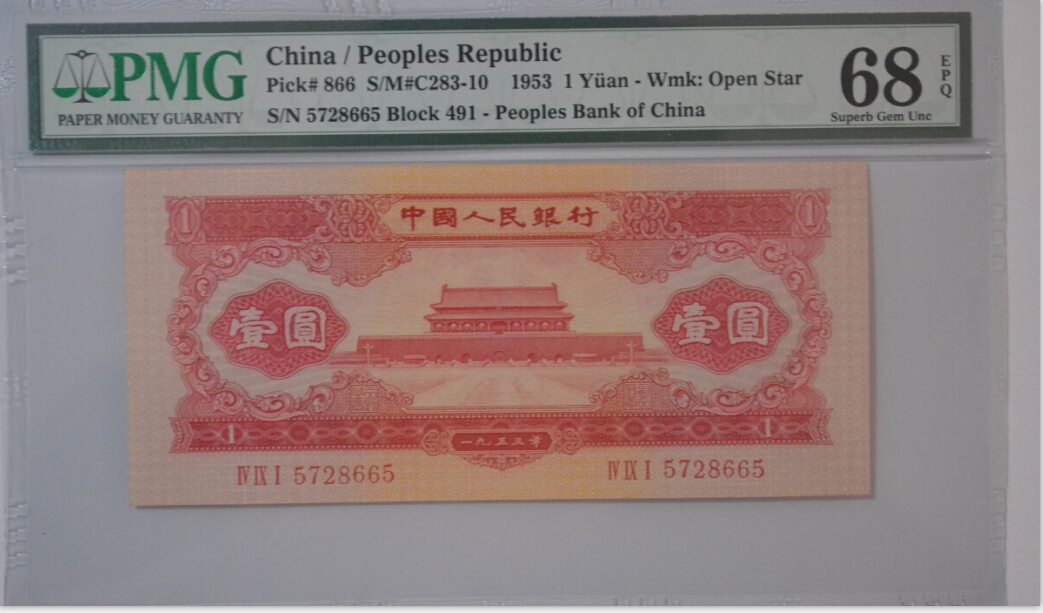 PMG
PAPER MONEY GUARANTY
China / Peoples Republic
Pick# 866 S/M#C283-10 1953 1 Yüan - Wmk: Open Star
S/N 5728665 Block 491 - Peoples Bank of China
68
EPQ
Superb Gem Unc
1
中國人民銀行
1
壹圓
壹圓
1
一九五三年
1
IV IX I 5728665
IV IX I 5728665